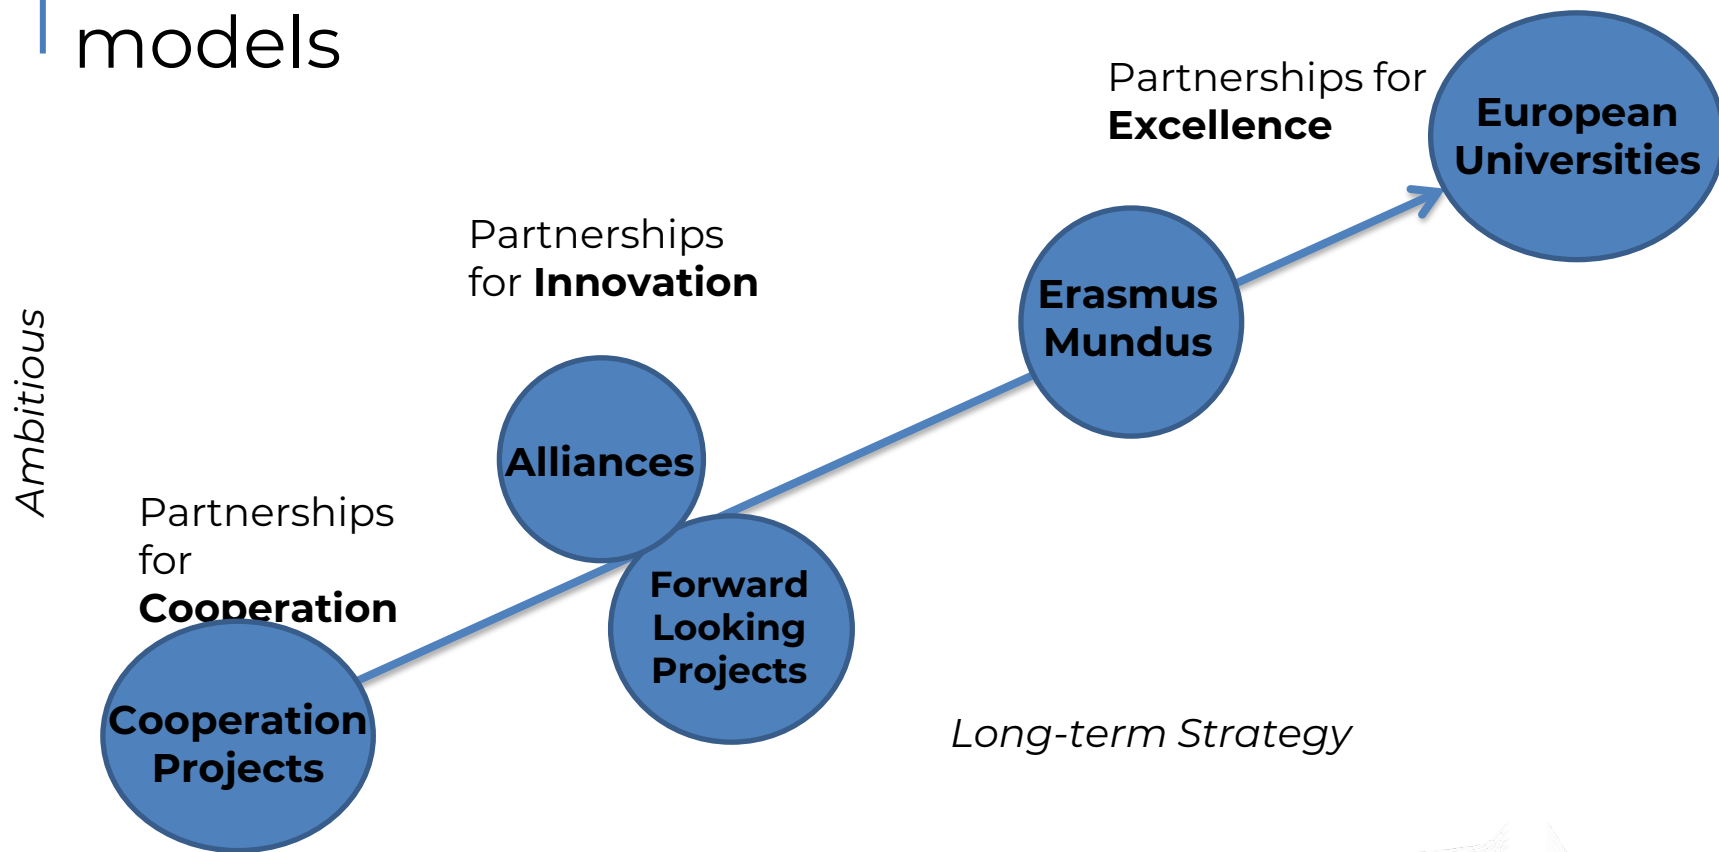 models
Partnerships for
Excellence
European
Universities
Partnerships
for Innovation
Erasmus
Mundus
Ambitious
Alliances
Partnerships
for
Cooperation
Forward
Looking
Projects
Cooperation
Projects
Long-term Strategy